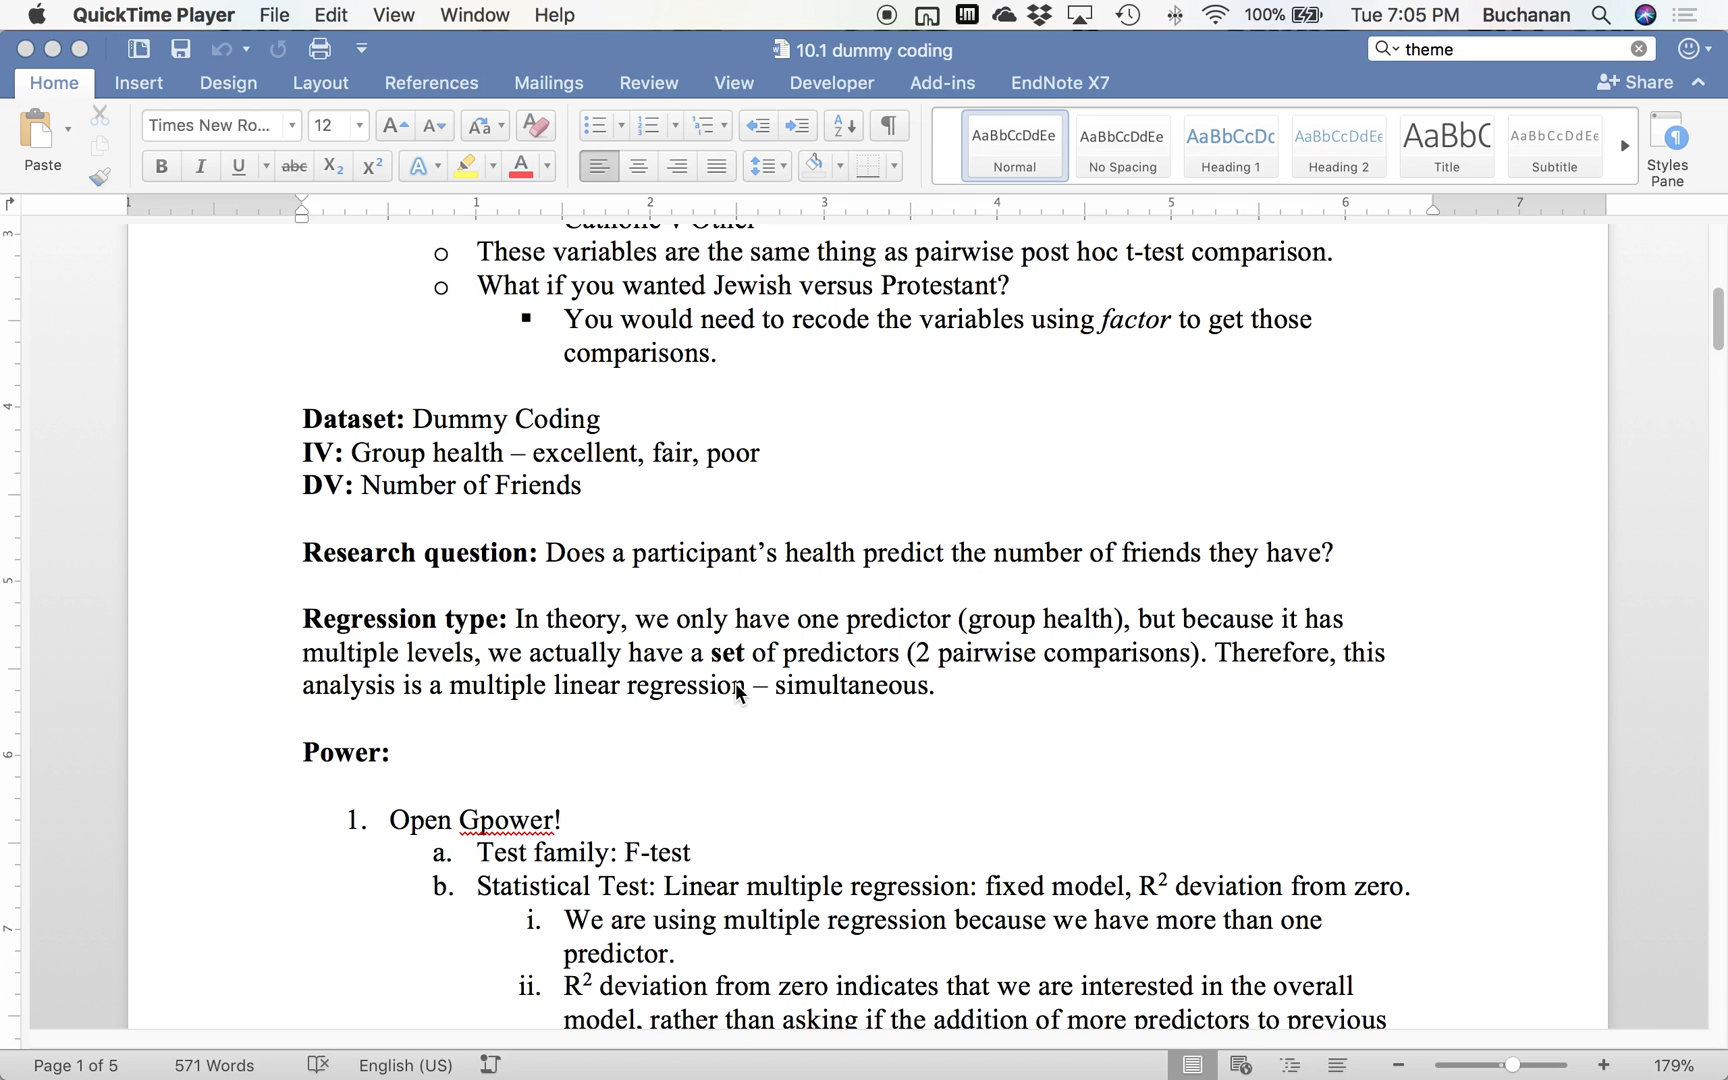 QuickTime Player File Edit View Window Help 100% Tue 7:05 PM Buchanan
10.1 dummy coding theme
Home Insert Design Layout References Mailings Review View Developer Add-ins EndNote X7 Share
Paste Times New Ro... 12 AaBbCcDdEe AaBbCcDdEe AaBbCcDc AaBbCcDdEe AaBbC AaBbCcDdEe
Normal No Spacing Heading 1 Heading 2 Title Subtitle Styles Pane
1 1 2 3 4 5 6 7
Catholic v Other
o These variables are the same thing as pairwise post hoc t-test comparison.
o What if you wanted Jewish versus Protestant?
▪ You would need to recode the variables using factor to get those
comparisons.
Dataset: Dummy Coding
IV: Group health – excellent, fair, poor
DV: Number of Friends
Research question: Does a participant’s health predict the number of friends they have?
Regression type: In theory, we only have one predictor (group health), but because it has
multiple levels, we actually have a set of predictors (2 pairwise comparisons). Therefore, this
analysis is a multiple linear regression – simultaneous.
Power:
1. Open Gpower!
a. Test family: F-test
b. Statistical Test: Linear multiple regression: fixed model, R² deviation from zero.
i. We are using multiple regression because we have more than one
predictor.
ii. R² deviation from zero indicates that we are interested in the overall
model, rather than asking if the addition of more predictors to previous
Page 1 of 5 571 Words English (US) 179%